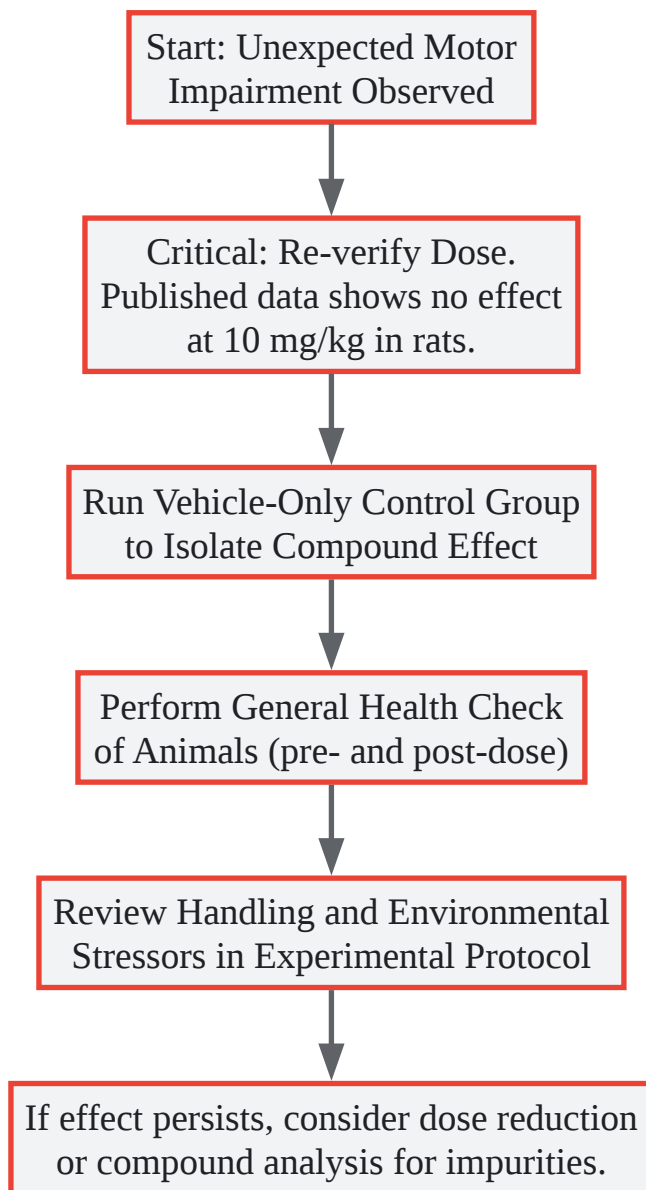 Start: Unexpected Motor
Impairment Observed
Critical: Re-verify Dose.
Published data shows no effect
at 10 mg/kg in rats.
Run Vehicle-Only Control Group
to Isolate Compound Effect
Perform General Health Check
of Animals (pre- and post-dose)
Review Handling and Environmental
Stressors in Experimental Protocol
If effect persists, consider dose reduction
or compound analysis for impurities.